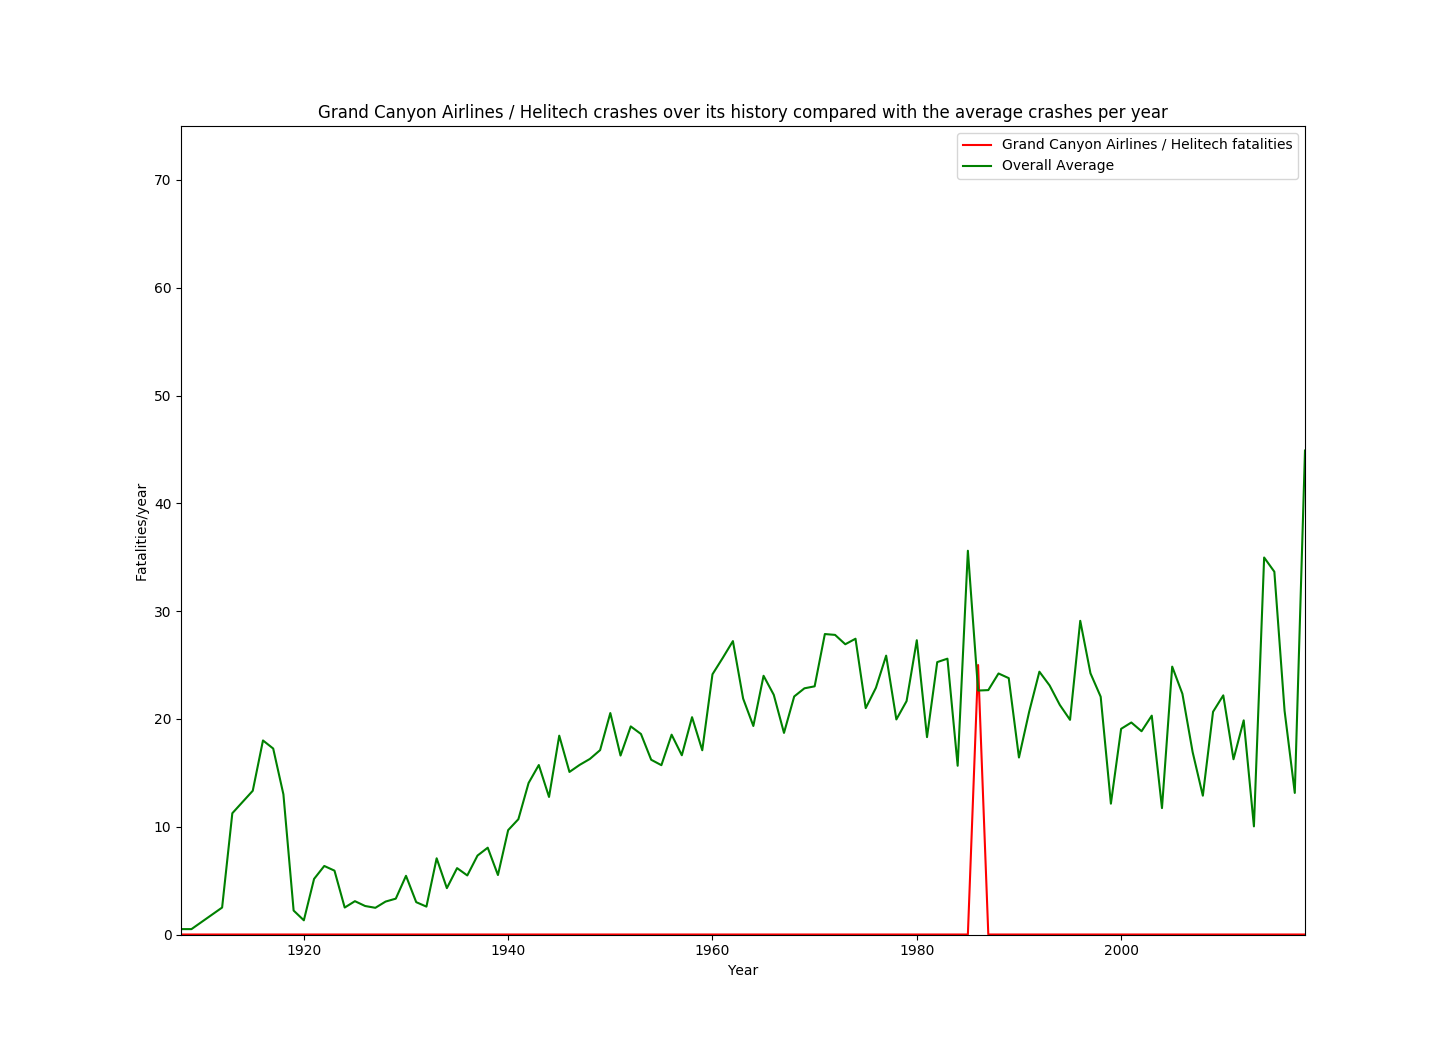 Grand Canyon Airlines / Helitech crashes over its history compared with the average crashes per year
Grand Canyon Airlines / Helitech fatalities
Overall Average
70
60
50
40
30
20
10
0
Fatalities/year
1920 1940 1960 1980 2000
Year